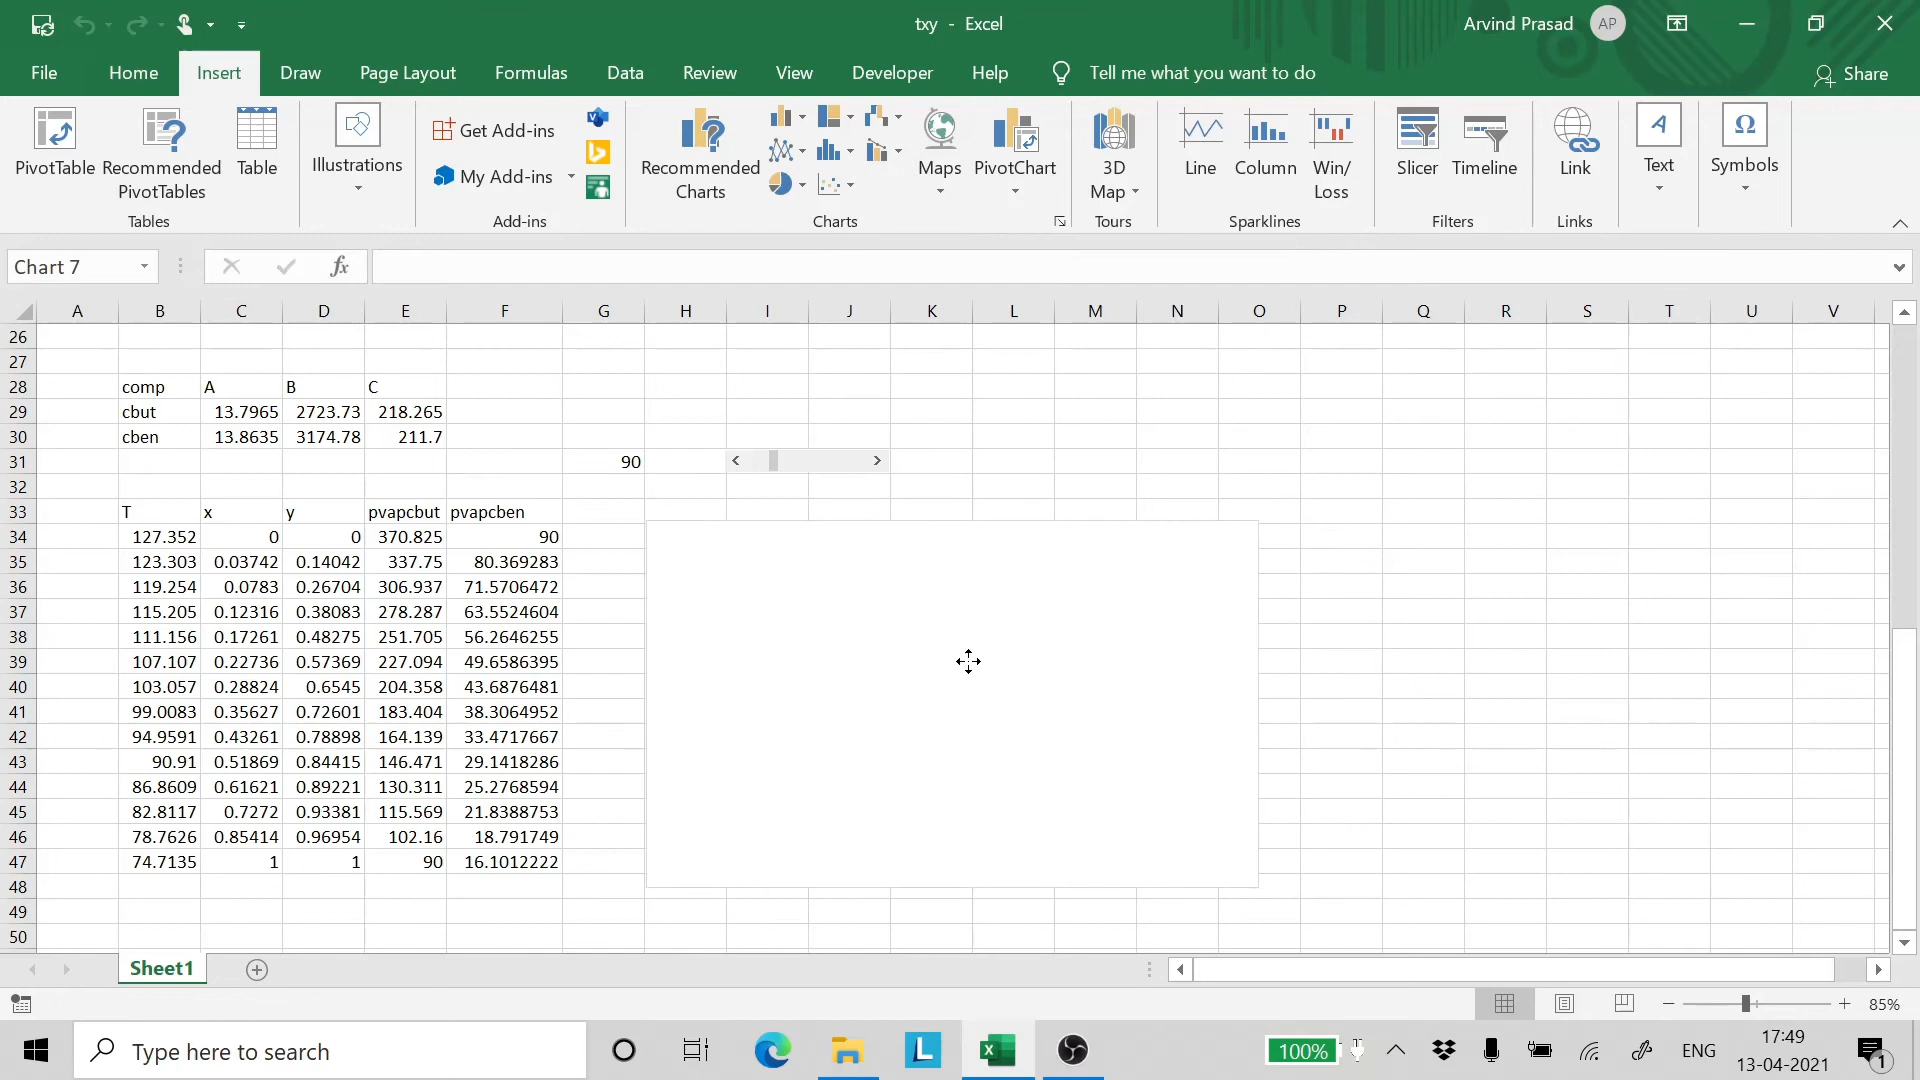 txy - Excel
Arvind Prasad AP
File Home Insert Draw Page Layout Formulas Data Review View Developer Help Tell me what you want to do Share
PivotTable Recommended PivotTables Table
Tables
Illustrations
Get Add-ins
My Add-ins
Add-ins
Recommended Charts
Maps PivotChart
Charts
3D Map
Tours
Line Column Win/Loss
Sparklines
Slicer Timeline
Filters
Link
Links
Text
Symbols
Chart 7 fx
A B C D E F G H I J K L M N O P Q R S T U V
26
27
28 comp A B C
29 cbut 13.7965 2723.73 218.265
30 cben 13.8635 3174.78 211.7
31 90
32
33 T x y pvapcbut pvapcben
34 127.352 0 0 370.825 90
35 123.303 0.03742 0.14042 337.75 80.369283
36 119.254 0.0783 0.26704 306.937 71.5706472
37 115.205 0.12316 0.38083 278.287 63.5524604
38 111.156 0.17261 0.48275 251.705 56.2646255
39 107.107 0.22736 0.57369 227.094 49.6586395
40 103.057 0.28824 0.6545 204.358 43.6876481
41 99.0083 0.35627 0.72601 183.404 38.3064952
42 94.9591 0.43261 0.78898 164.139 33.4717667
43 90.91 0.51869 0.84415 146.471 29.1418286
44 86.8609 0.61621 0.89221 130.311 25.2768594
45 82.8117 0.7272 0.93381 115.569 21.8388753
46 78.7626 0.85414 0.96954 102.16 18.791749
47 74.7135 1 1 90 16.1012222
48
49
50
Sheet1
85%
Type here to search
L
100%
ENG
17:49
13-04-2021
1